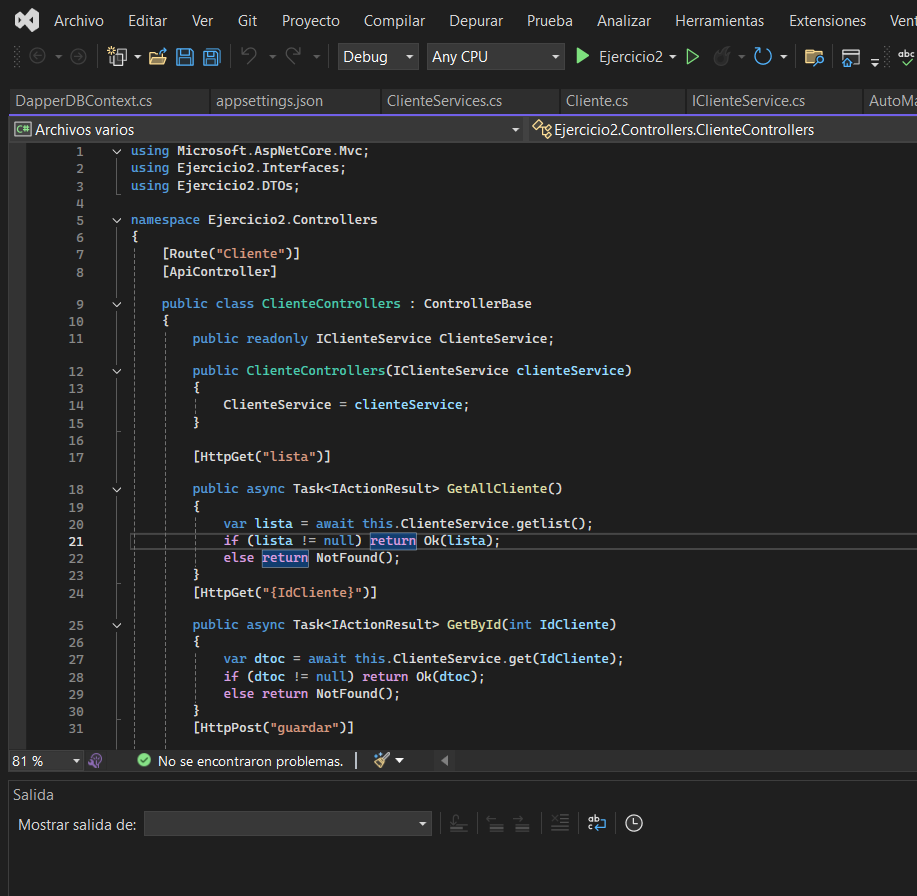 Archivo Editar Ver Git Proyecto Compilar Depurar Prueba Analizar Herramientas Extensiones Vent
Debug Any CPU Ejercicio2 abc
DapperDBContext.cs appsettings.json ClienteServices.cs Cliente.cs IClienteService.cs AutoMa
C# Archivos varios Ejercicio2.Controllers.ClienteControllers
1 using Microsoft.AspNetCore.Mvc;
2 using Ejercicio2.Interfaces;
3 using Ejercicio2.DTOs;
4
5 namespace Ejercicio2.Controllers
6 {
7 [Route("Cliente")]
8 [ApiController]
9 public class ClienteControllers : ControllerBase
10 {
11 public readonly IClienteService ClienteService;
12 public ClienteControllers(IClienteService clienteService)
13 {
14 ClienteService = clienteService;
15 }
16
17 [HttpGet("lista")]
18 public async Task<IActionResult> GetAllCliente()
19 {
20 var lista = await this.ClienteService.getlist();
21 if (lista != null) return Ok(lista);
22 else return NotFound();
23 }
24 [HttpGet("{IdCliente}")]
25 public async Task<IActionResult> GetById(int IdCliente)
26 {
27 var dtoc = await this.ClienteService.get(IdCliente);
28 if (dtoc != null) return Ok(dtoc);
29 else return NotFound();
30 }
31 [HttpPost("guardar")]
81 % No se encontraron problemas.
Salida
Mostrar salida de: ab